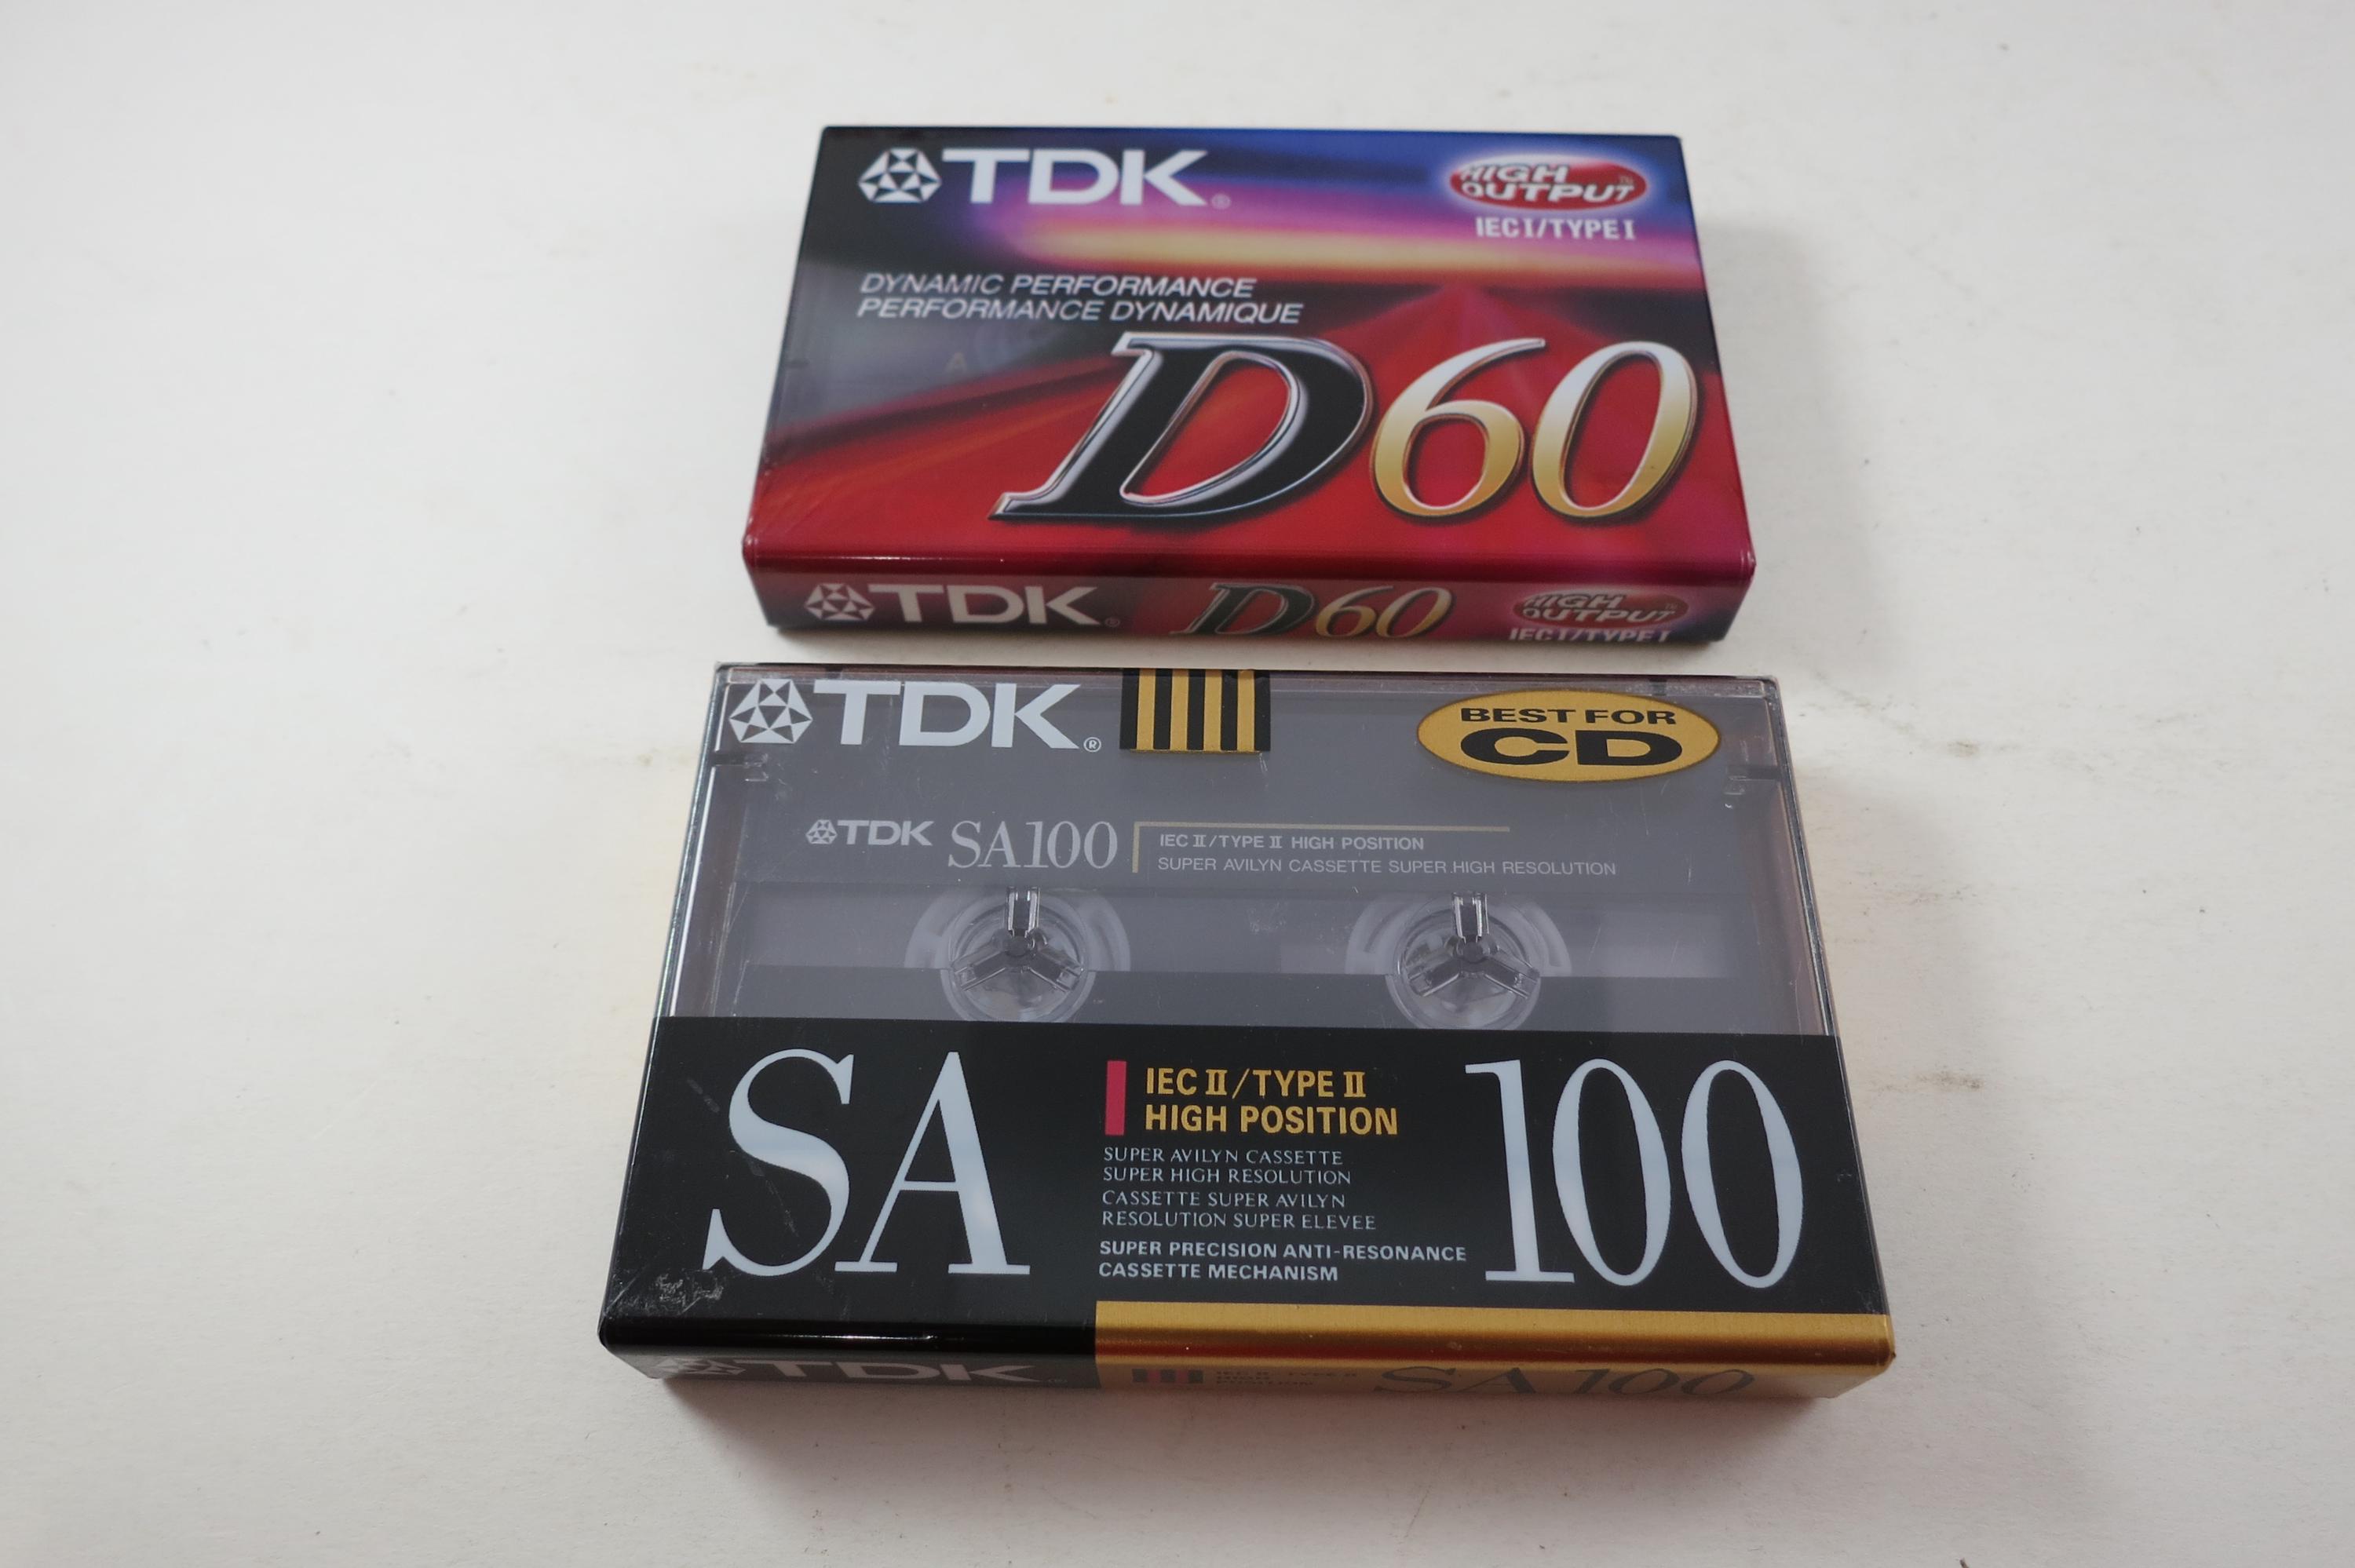 TDK®
HIGH OUTPUT™
IEC I/TYPE I
DYNAMIC PERFORMANCE
PERFORMANCE DYNAMIQUE
D60
TDK® D60 HIGH OUTPUT™
IEC I/TYPE I
TDK®
BEST FOR
CD
TDK SA100 IEC II/TYPE II HIGH POSITION
SUPER AVILYN CASSETTE SUPER HIGH RESOLUTION
SA
IEC II/TYPE II
HIGH POSITION
SUPER AVILYN CASSETTE
SUPER HIGH RESOLUTION
CASSETTE SUPER AVILYN
RESOLUTION SUPER ELEVEE
SUPER PRECISION ANTI-RESONANCE
CASSETTE MECHANISM
100
TDK SA100